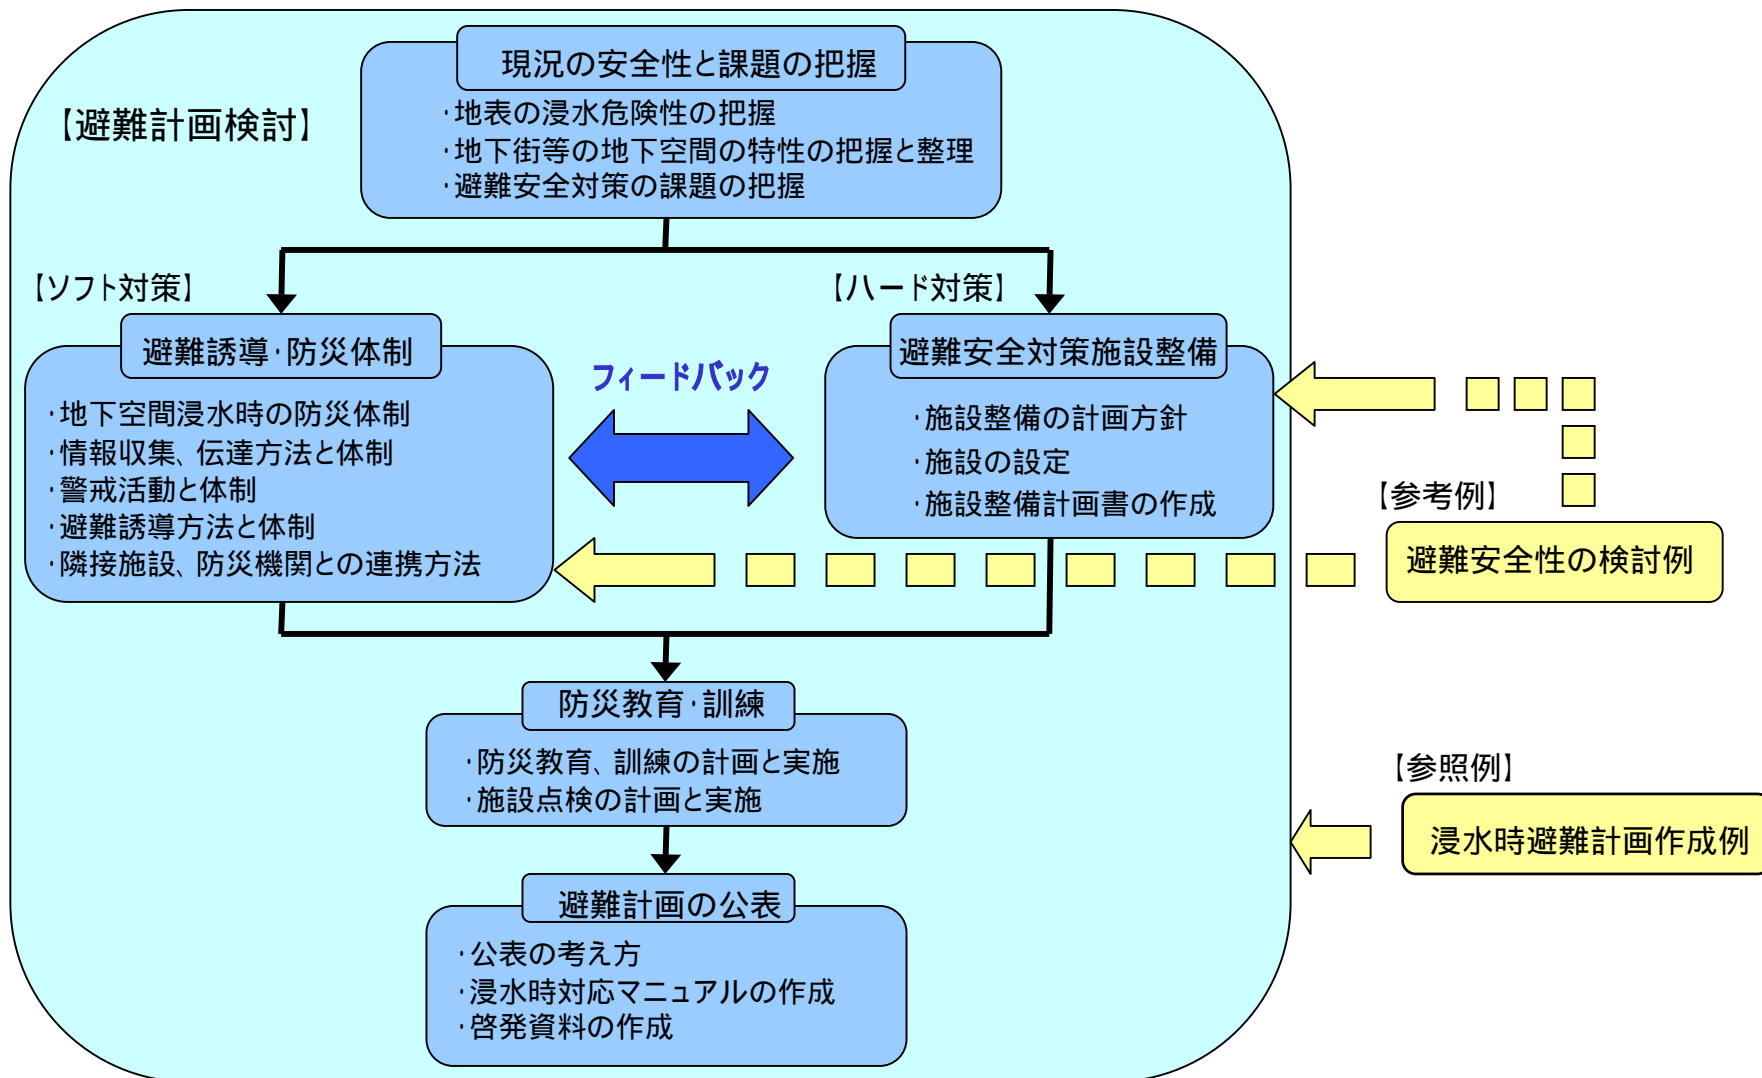 現況の安全性と課題の把握
【避難計画検討】
・地表の浸水危険性の把握
・地下街等の地下空間の特性の把握と整理
・避難安全対策の課題の把握
【ソフト対策】
【ハード対策】
避難誘導・防災体制
・地下空間浸水時の防災体制
・情報収集、伝達方法と体制
・警戒活動と体制
・避難誘導方法と体制
・隣接施設、防災機関との連携方法
フィードバック
避難安全対策施設整備
・施設整備の計画方針
・施設の設定
・施設整備計画書の作成
【参考例】
避難安全性の検討例
防災教育・訓練
・防災教育、訓練の計画と実施
・施設点検の計画と実施
【参照例】
浸水時避難計画作成例
避難計画の公表
・公表の考え方
・浸水時対応マニュアルの作成
・啓発資料の作成